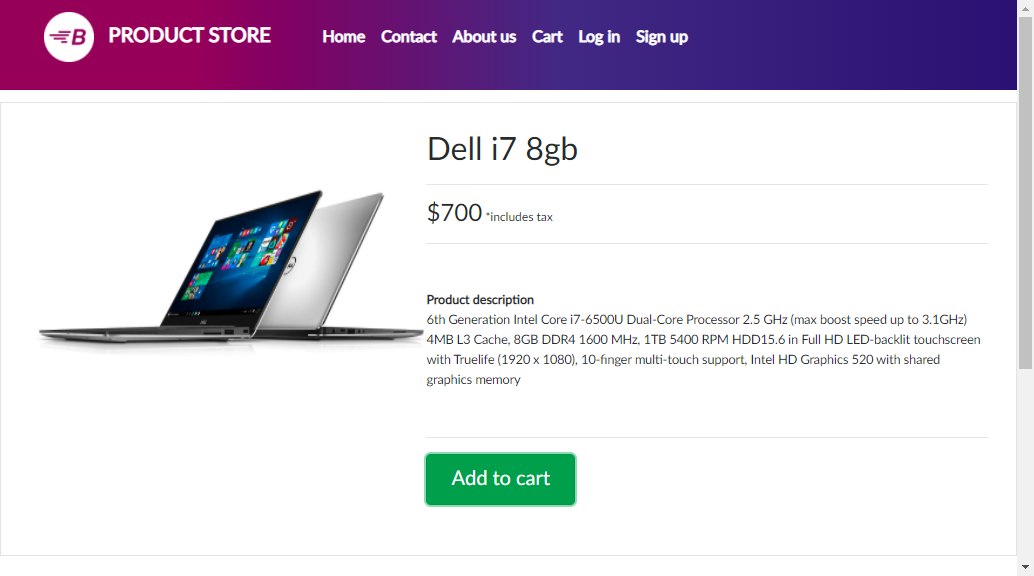 B PRODUCT STORE Home Contact About us Cart Log in Sign up
Dell i7 8gb
$700 *includes tax
Product description
6th Generation Intel Core i7-6500U Dual-Core Processor 2.5 GHz (max boost speed up to 3.1GHz)
4MB L3 Cache, 8GB DDR4 1600 MHz, 1TB 5400 RPM HDD15.6 in Full HD LED-backlit touchscreen
with Truelife (1920 x 1080), 10-finger multi-touch support, Intel HD Graphics 520 with shared
graphics memory
Add to cart